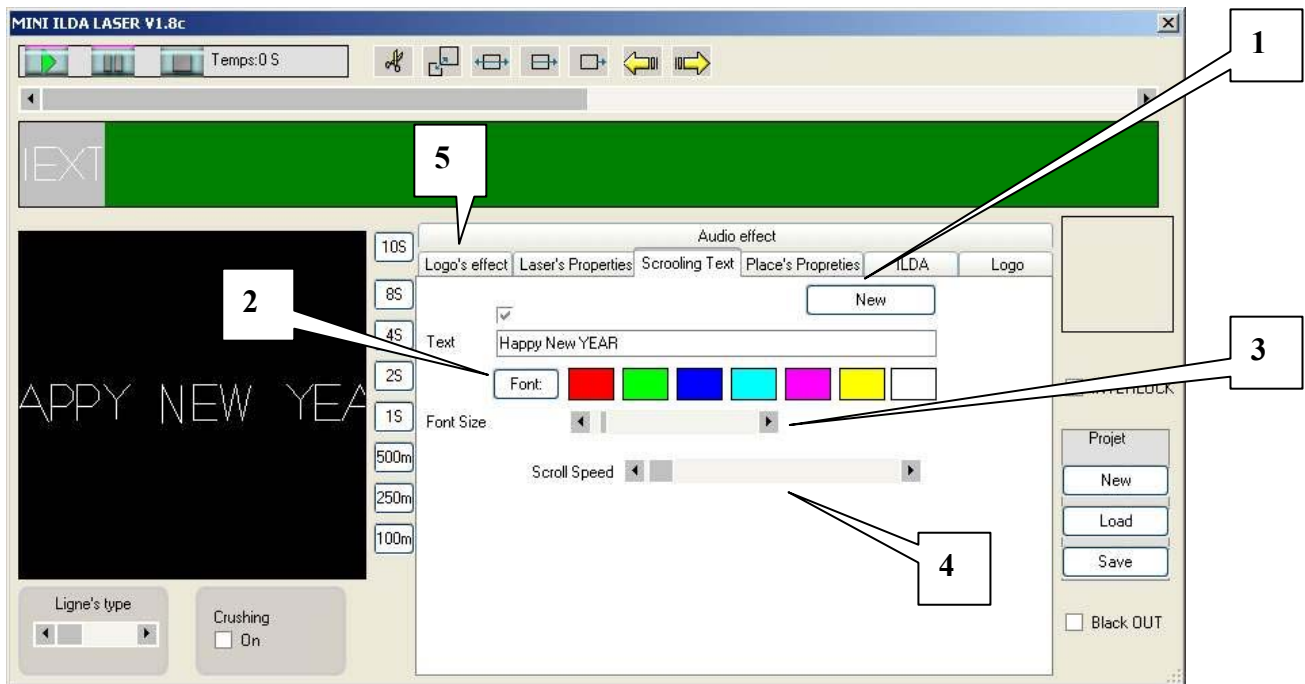 MINI ILDA LASER V1.8c
Temps:0 S
1
TEXT
5
Audio effect
10S
Logo's effect Laser's Properties Scrooling Text Place's Propreties ILDA Logo
8S
New
2
4S
Text Happy New YEAR
3
2S
Font:
INTERLOCK
APPY NEW YEA
1S
Font Size
Projet
500m
Scroll Speed
New
250m
Load
100m
4
Save
Ligne's type
Crushing
On
Black OUT